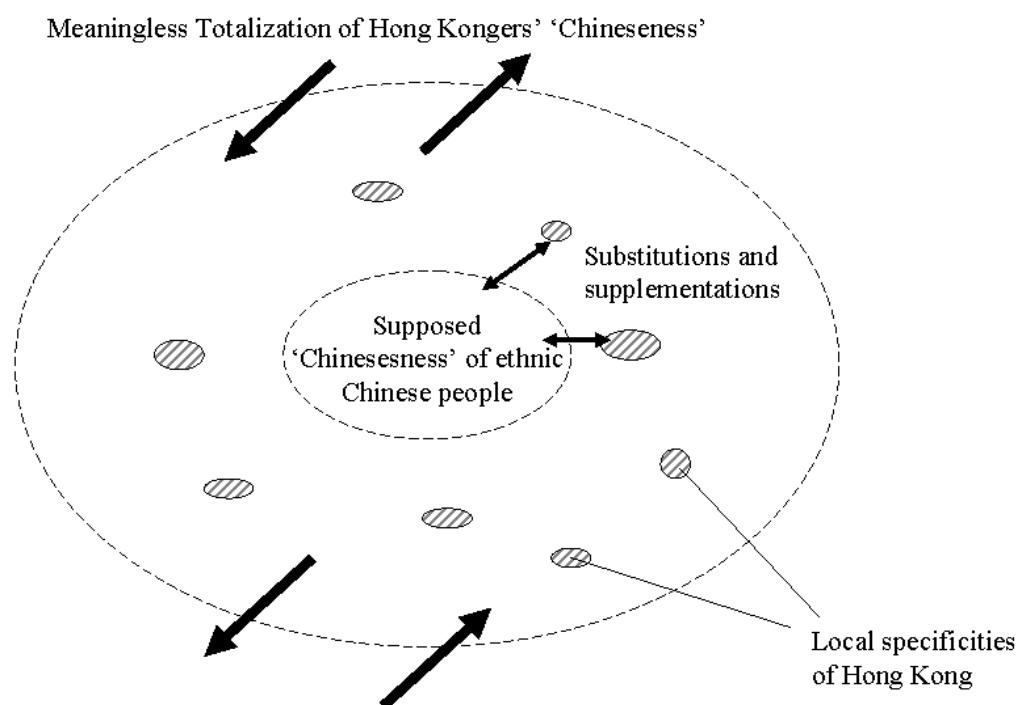 Meaningless Totalization of Hong Kongers’ ‘Chineseness’
Substitutions and
supplementations
Supposed
‘Chinesesness’ of ethnic
Chinese people
Local specificities
of Hong Kong